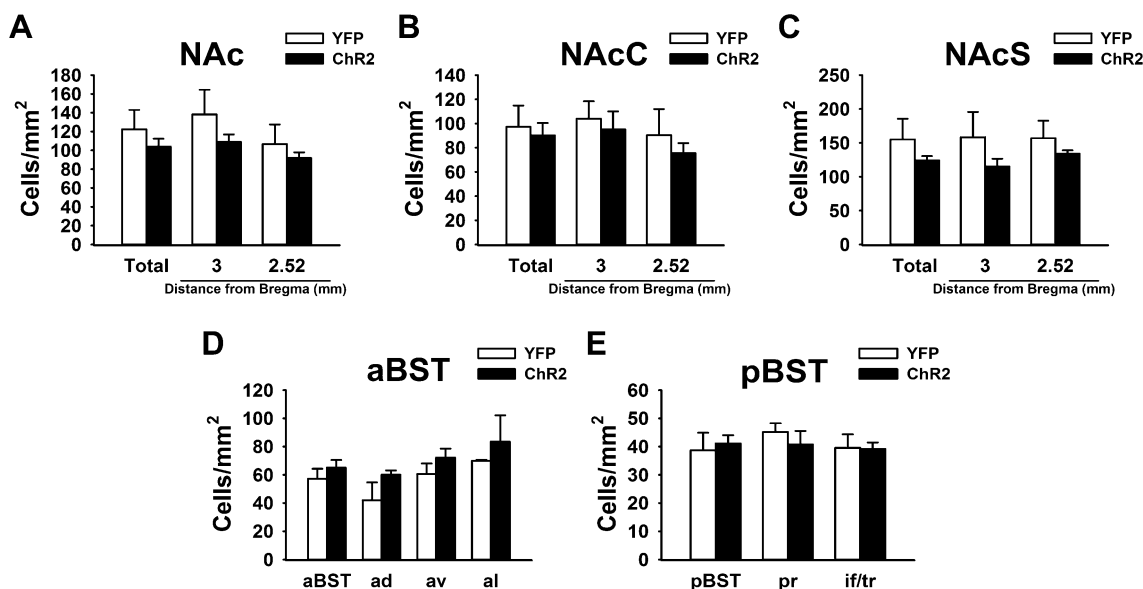 A
NAc
YFP
ChR2
Cells/mm²
180
160
140
120
100
80
60
40
20
0
Total 3 2.52
Distance from Bregma (mm)
B
NAcC
YFP
ChR2
Cells/mm²
140
120
100
80
60
40
20
0
Total 3 2.52
Distance from Bregma (mm)
C
NAcS
YFP
ChR2
Cells/mm²
250
200
150
100
50
0
Total 3 2.52
Distance from Bregma (mm)
D
aBST
YFP
ChR2
Cells/mm²
120
100
80
60
40
20
0
aBST ad av al
E
pBST
YFP
ChR2
Cells/mm²
60
50
40
30
20
10
0
pBST pr if/tr